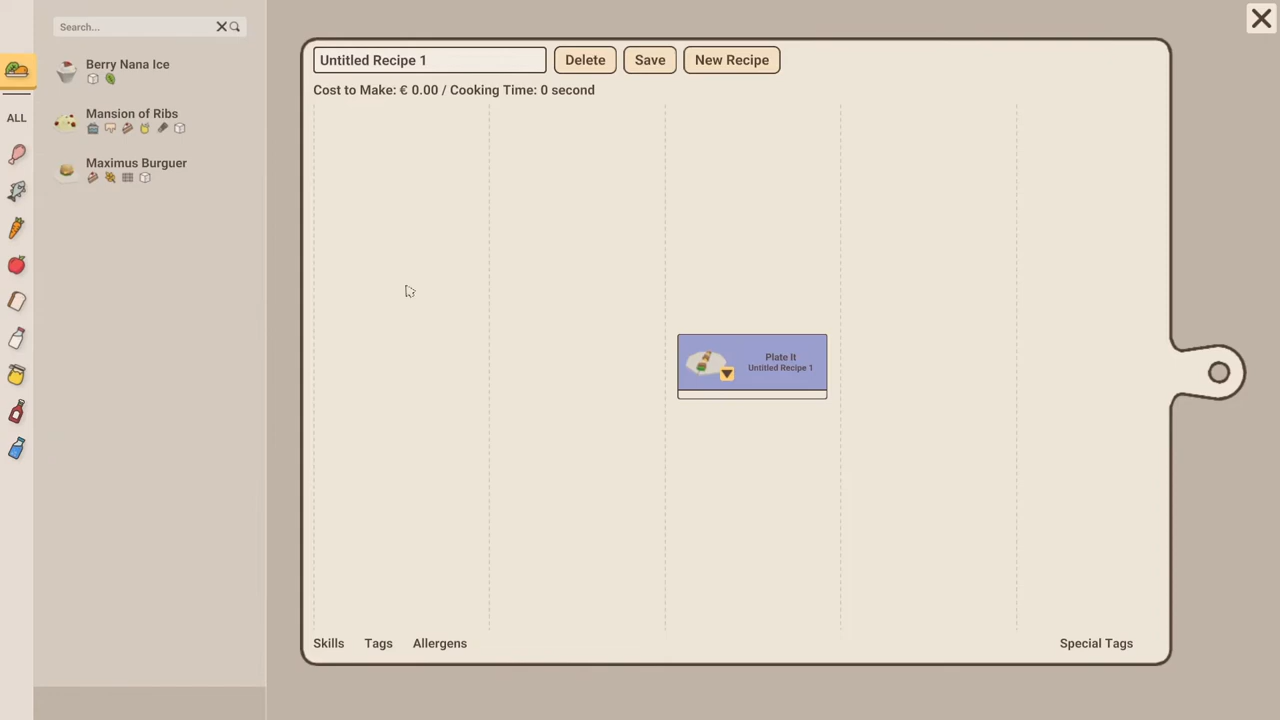 Search...
ALL
Berry Nana Ice
Mansion of Ribs
Maximus Burguer
Untitled Recipe 1
Delete
Save
New Recipe
Cost to Make: € 0.00 / Cooking Time: 0 second
Plate It
Untitled Recipe 1
Skills
Tags
Allergens
Special Tags